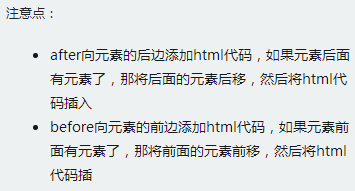 注意点：
after向元素的后边添加html代码，如果元素后面
有元素了，那将后面的元素后移，然后将html代
码插入
before向元素的前边添加html代码，如果元素前
面有元素了，那将前面的元素前移，然后将html
代码插